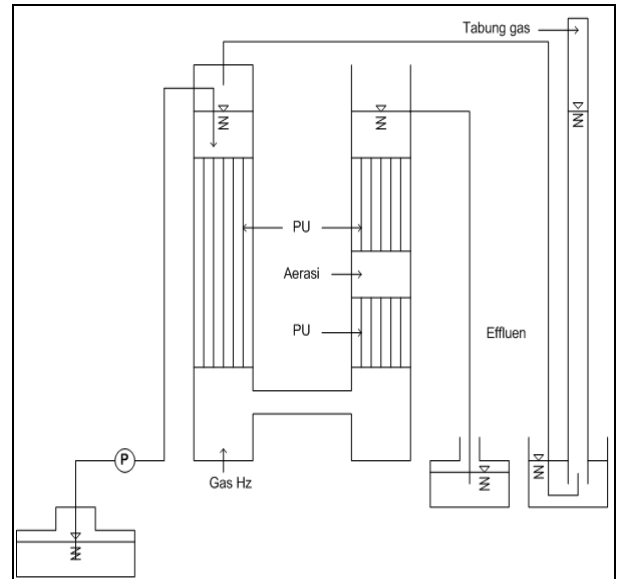 Tabung gas
PU
Aerasi
PU
Effluen
P
Gas Hz